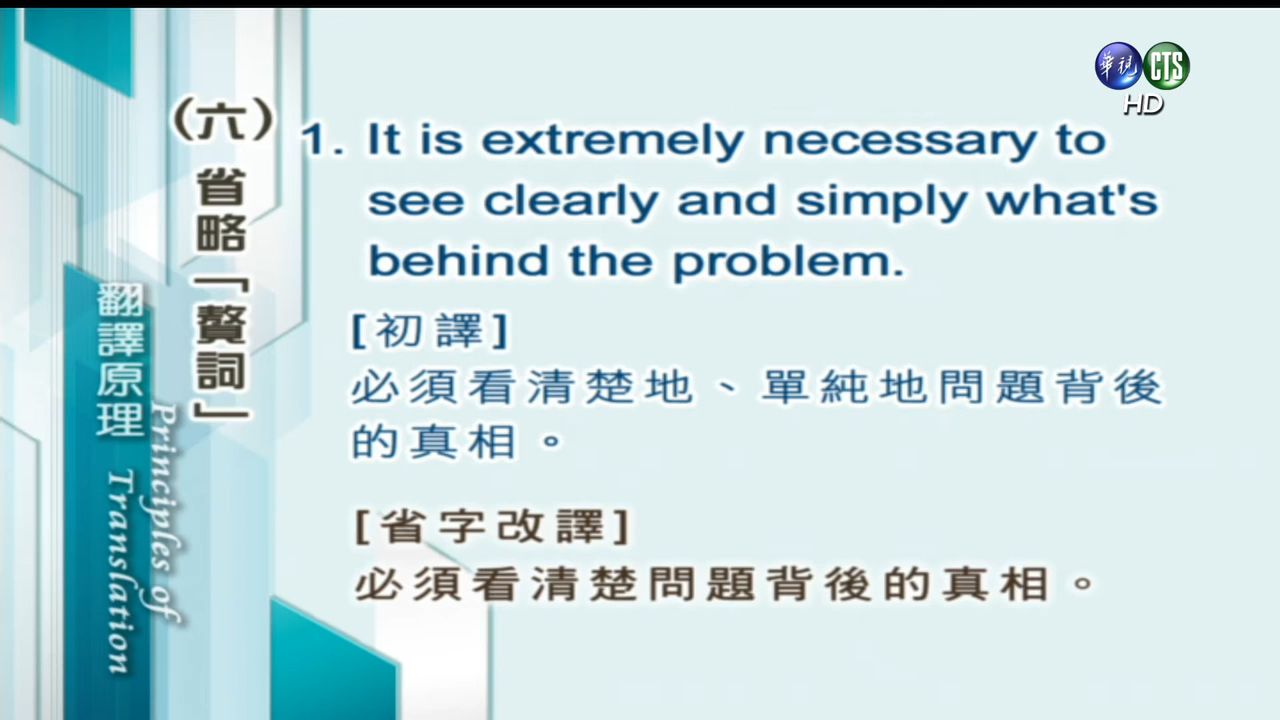 華視 CTS
HD
(六)省略「贅詞」
翻譯原理
Principles of
Translation
1. It is extremely necessary to
see clearly and simply what's
behind the problem.
[初譯]
必須看清楚地、單純地問題背後
的真相。
[省字改譯]
必須看清楚問題背後的真相。